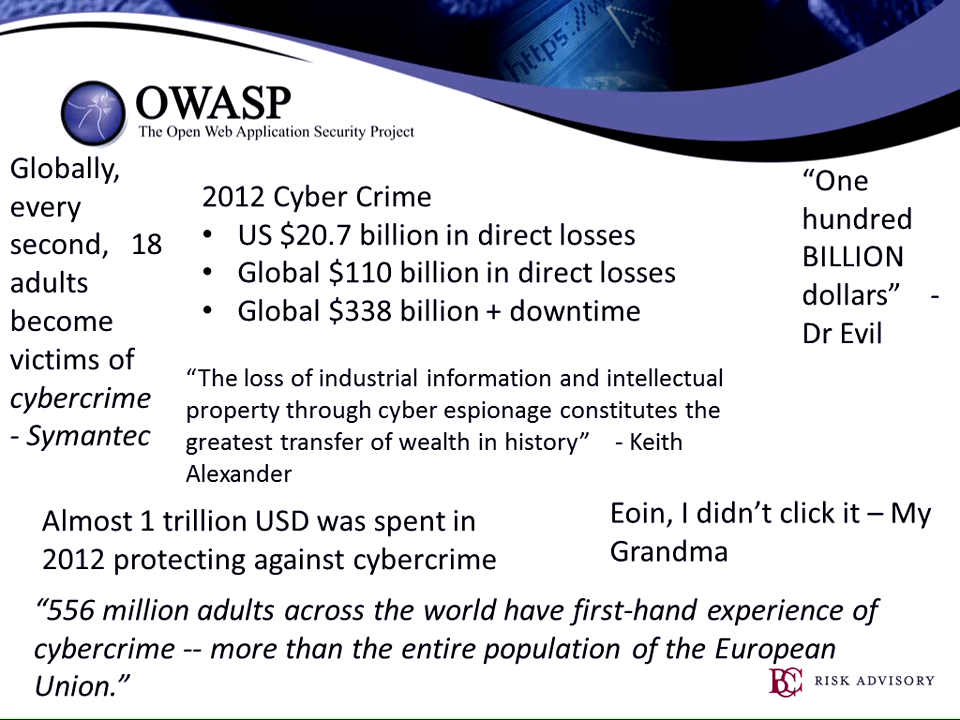 https://w
OWASP
The Open Web Application Security Project
Globally,
every
second, 18
adults
become
victims of
cybercrime
- Symantec
2012 Cyber Crime
• US $20.7 billion in direct losses
• Global $110 billion in direct losses
• Global $338 billion + downtime
“One
hundred
BILLION
dollars” -
Dr Evil
“The loss of industrial information and intellectual
property through cyber espionage constitutes the
greatest transfer of wealth in history” - Keith
Alexander
Almost 1 trillion USD was spent in
2012 protecting against cybercrime
Eoin, I didn’t click it – My
Grandma
“556 million adults across the world have first-hand experience of
cybercrime -- more than the entire population of the European
Union.”
BCC RISK ADVISORY